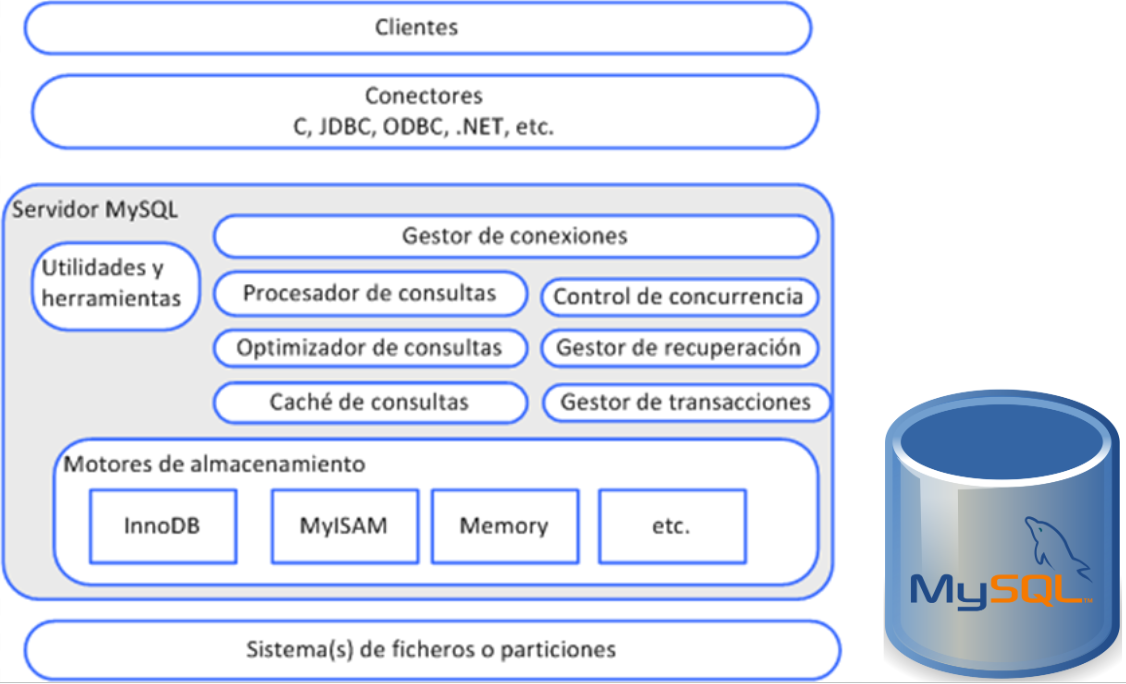 Clientes
Conectores
C, JDBC, ODBC, .NET, etc.
Servidor MySQL
Utilidades y
herramientas
Gestor de conexiones
Procesador de consultas
Control de concurrencia
Optimizador de consultas
Gestor de recuperación
Caché de consultas
Gestor de transacciones
Motores de almacenamiento
InnoDB
MyISAM
Memory
etc.
Sistema(s) de ficheros o particiones
MySQL™